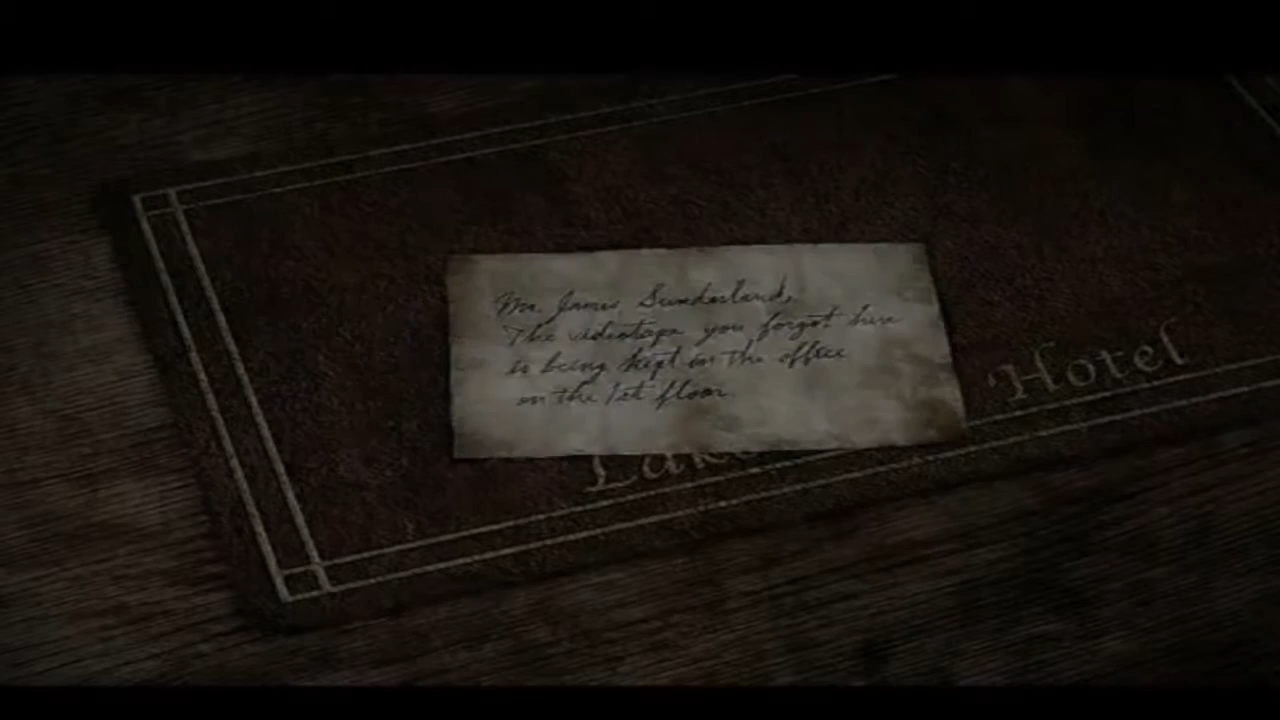 Mr. James Sunderland,
The videotape you forgot here
is being kept in the office
on the 1st floor.
Lake
Hotel